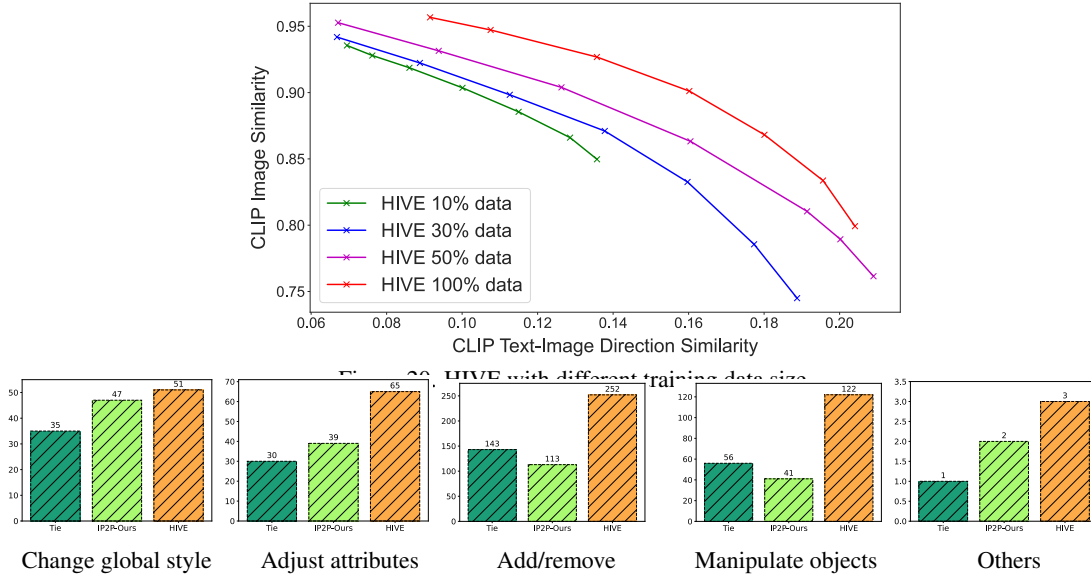 0.95
0.90
0.85
0.80
0.75
CLIP Image Similarity
HIVE 10% data
HIVE 30% data
HIVE 50% data
HIVE 100% data
0.06 0.08 0.10 0.12 0.14 0.16 0.18 0.20
CLIP Text-Image Direction Similarity
20. HIVE with different training data size
50 40 30 20 10 0
35 47 51
Tie IP2P-Ours HIVE
Change global style
70 60 50 40 30 20 10 0
30 39 65
Tie IP2P-Ours HIVE
Adjust attributes
250 200 150 100 50 0
143 113 252
Tie IP2P-Ours HIVE
Add/remove
120 100 80 60 40 20 0
56 41 122
Tie IP2P-Ours HIVE
Manipulate objects
3.5 3.0 2.5 2.0 1.5 1.0 0.5 0.0
1 2 3
Tie IP2P-Ours HIVE
Others